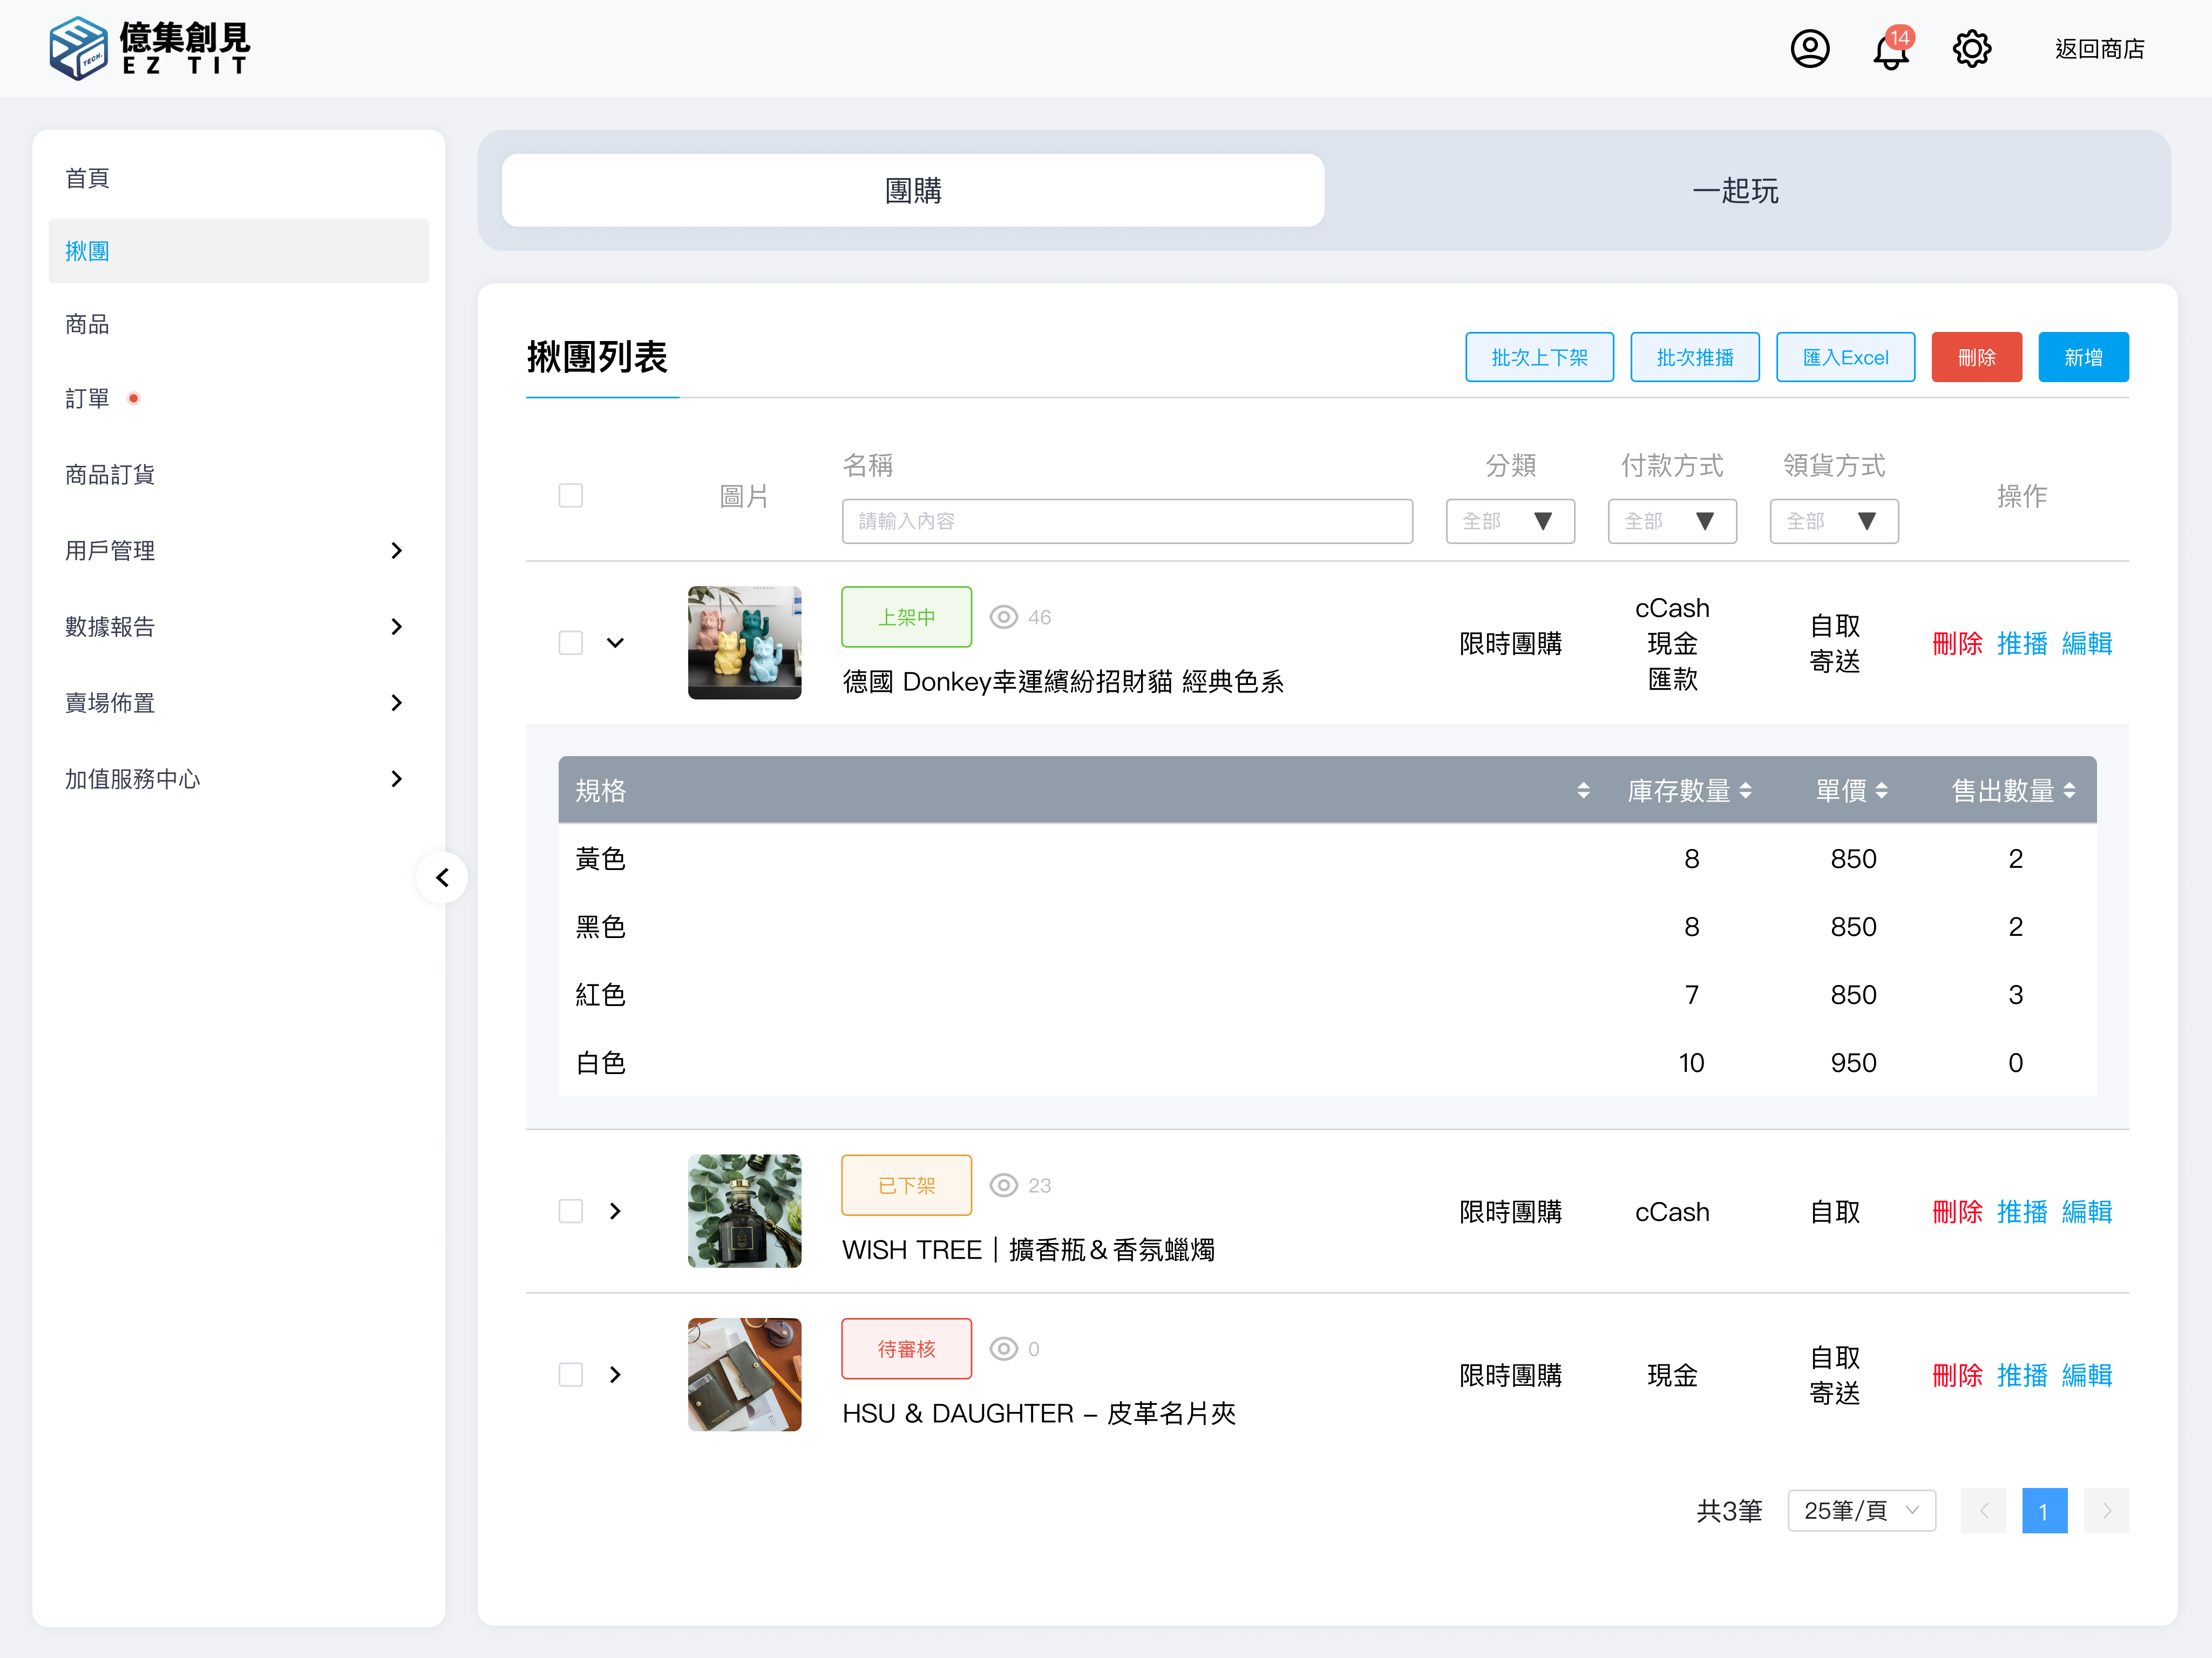 億集創見
EZ TIT
TECH.
14
返回商店
首頁
揪團
商品
訂單
商品訂貨
用戶管理
數據報告
賣場佈置
加值服務中心
團購
一起玩
揪團列表
批次上下架
批次推播
匯入Excel
刪除
新增
圖片
名稱
請輸入內容
分類
全部
付款方式
全部
領貨方式
全部
操作
上架中
46
德國 Donkey幸運繽紛招財貓 經典色系
限時團購
cCash
現金
匯款
自取
寄送
刪除 推播 編輯
規格 庫存數量 單價 售出數量
黃色 8 850 2
黑色 8 850 2
紅色 7 850 3
白色 10 950 0
已下架
23
WISH TREE｜擴香瓶＆香氛蠟燭
限時團購
cCash
自取
刪除 推播 編輯
待審核
0
HSU & DAUGHTER – 皮革名片夾
限時團購
現金
自取
寄送
刪除 推播 編輯
共3筆
25筆/頁
1